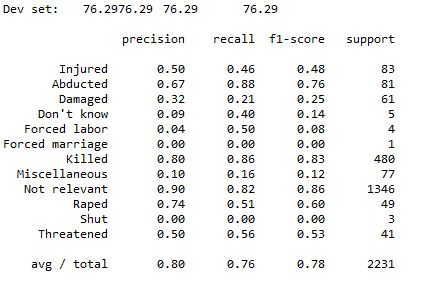 Dev set: 76.2976.29 76.29 76.29
precision recall f1-score support
Injured 0.50 0.46 0.48 83
Abducted 0.67 0.88 0.76 81
Damaged 0.32 0.21 0.25 61
Don't know 0.09 0.40 0.14 5
Forced labor 0.04 0.50 0.08 4
Forced marriage 0.00 0.00 0.00 1
Killed 0.80 0.86 0.83 480
Miscellaneous 0.10 0.16 0.12 77
Not relevant 0.90 0.82 0.86 1346
Raped 0.74 0.51 0.60 49
Shut 0.00 0.00 0.00 3
Threatened 0.50 0.56 0.53 41
avg / total 0.80 0.76 0.78 2231